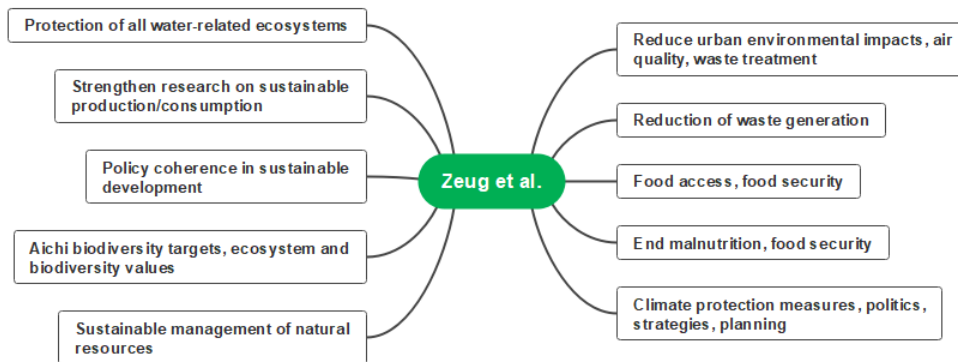 Protection of all water-related ecosystems
Strengthen research on sustainable
production/consumption
Policy coherence in sustainable
development
Aichi biodiversity targets, ecosystem and
biodiversity values
Sustainable management of natural
resources
Zeug et al.
Reduce urban environmental impacts, air
quality, waste treatment
Reduction of waste generation
Food access, food security
End malnutrition, food security
Climate protection measures, politics,
strategies, planning